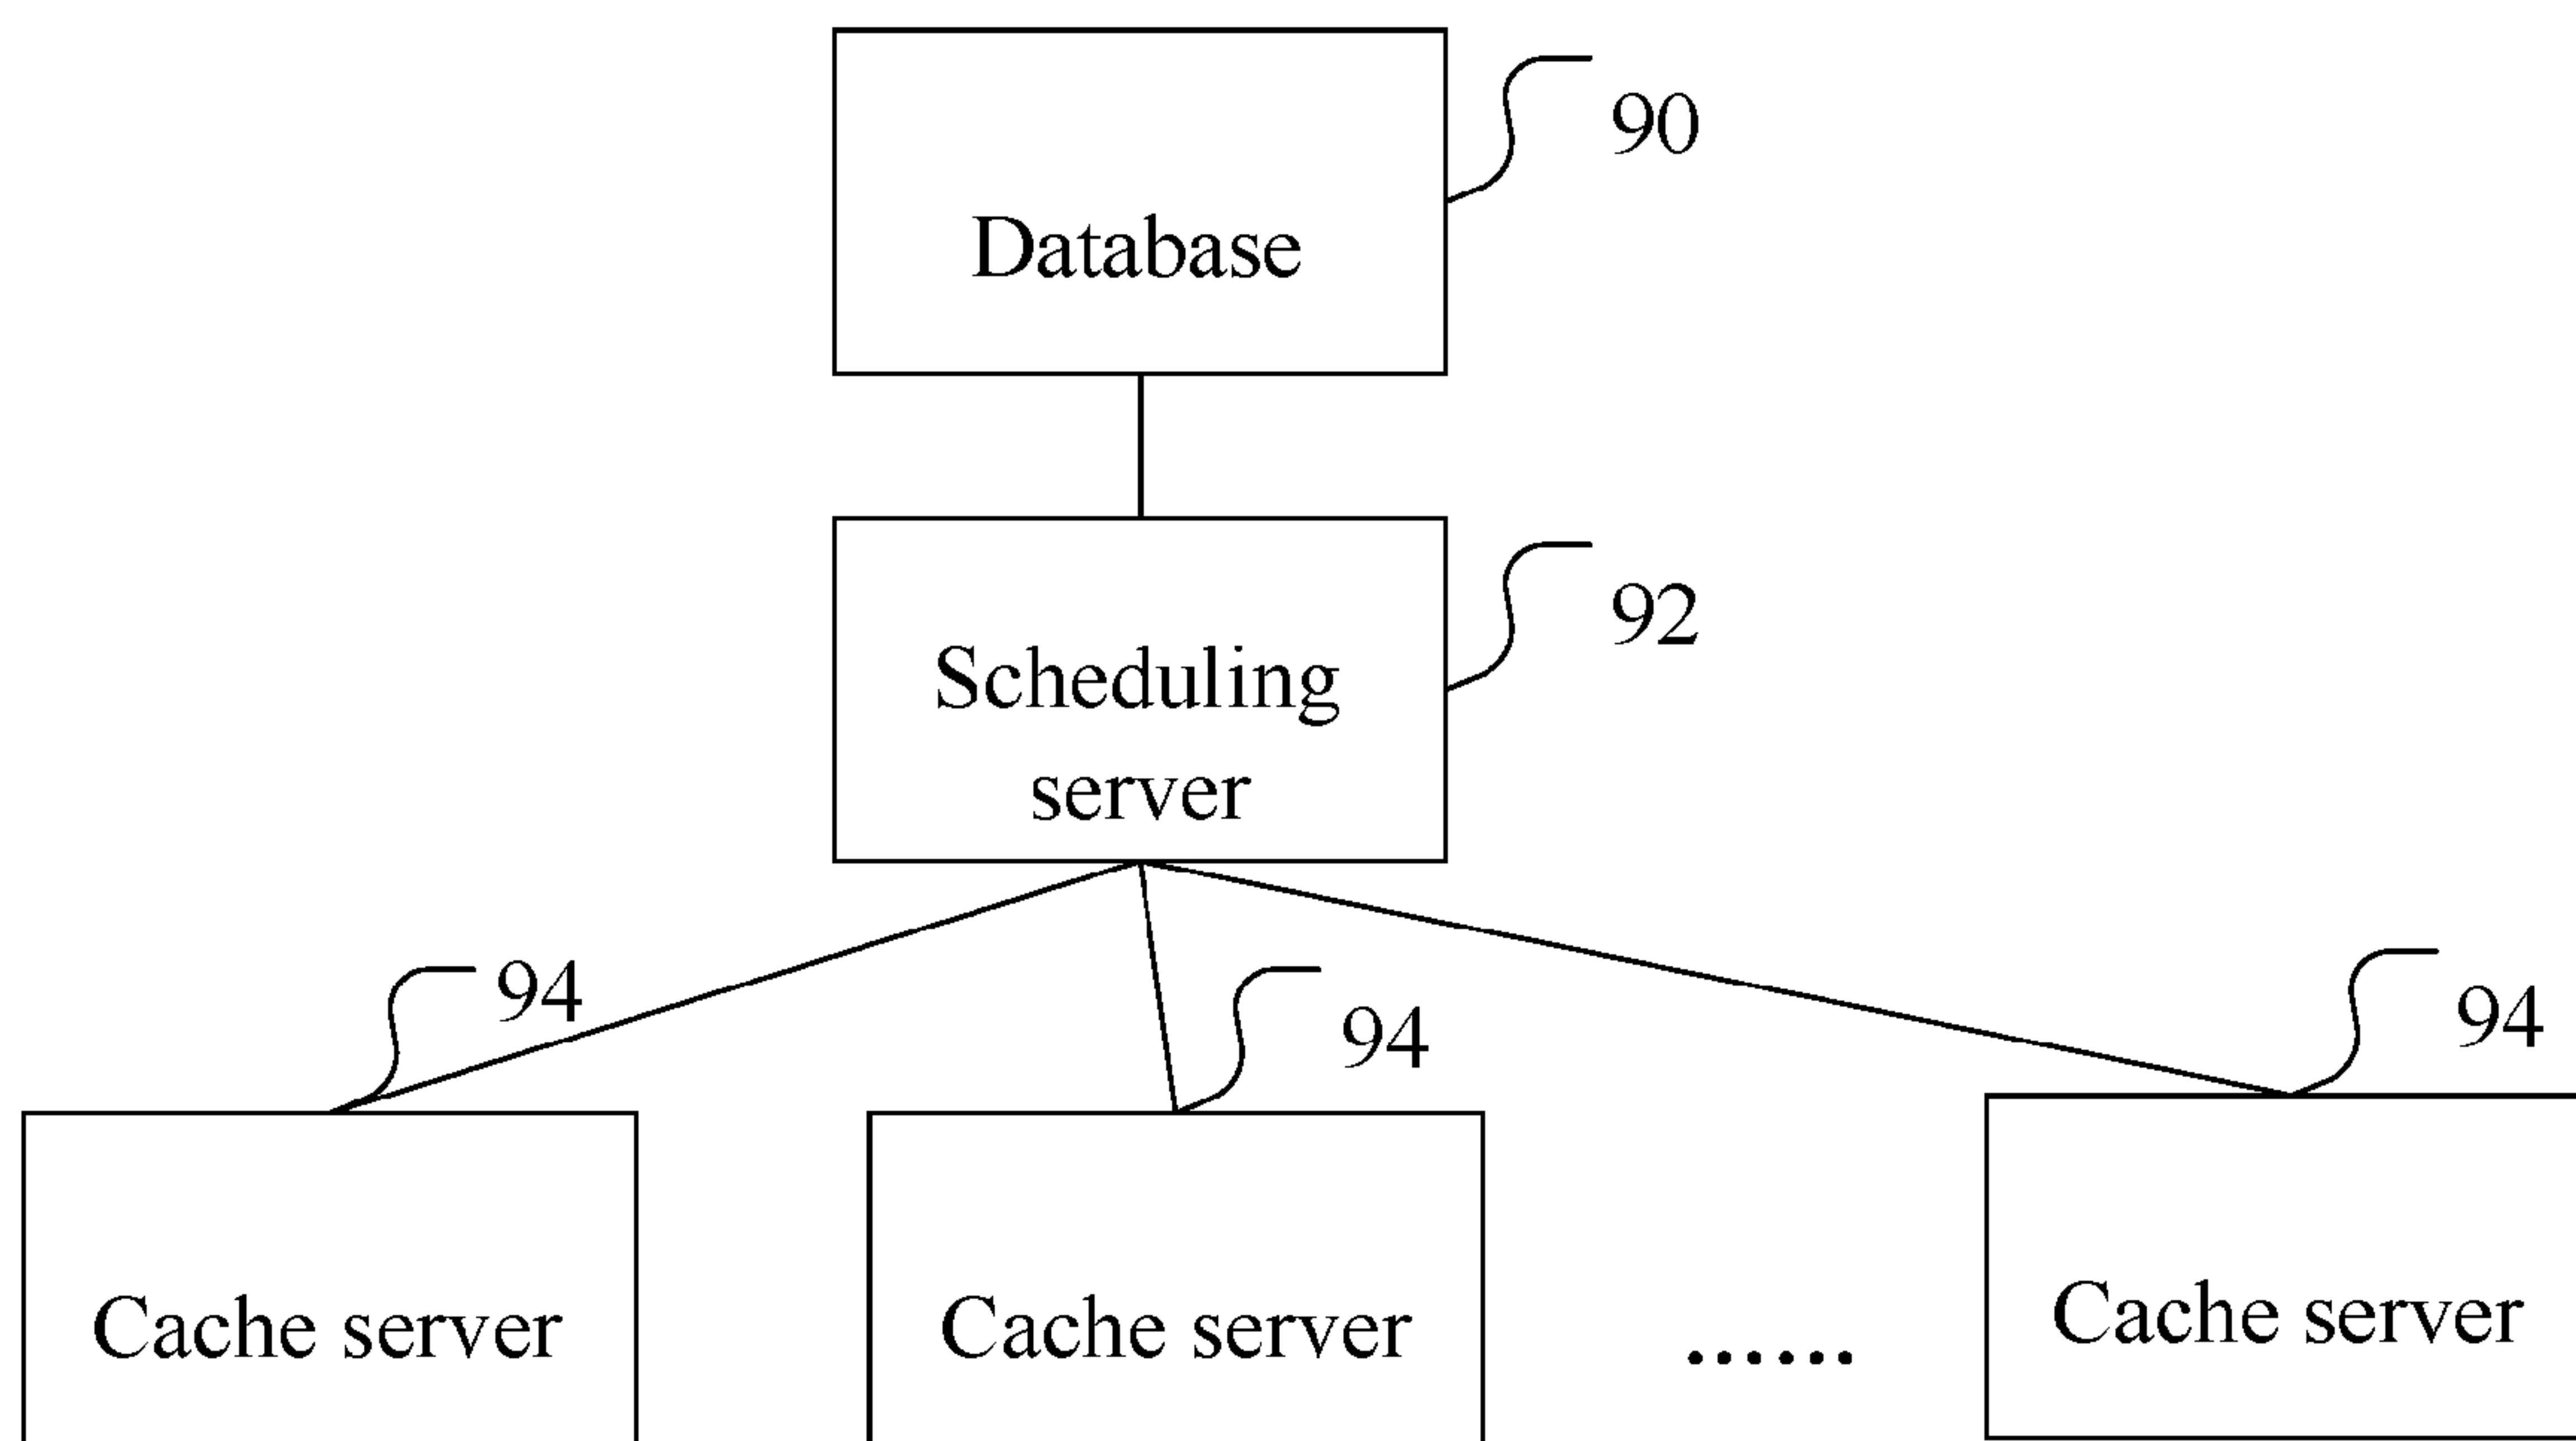 90
Database
92
Scheduling
server
94
94
94
Cache server
Cache server
......
Cache server